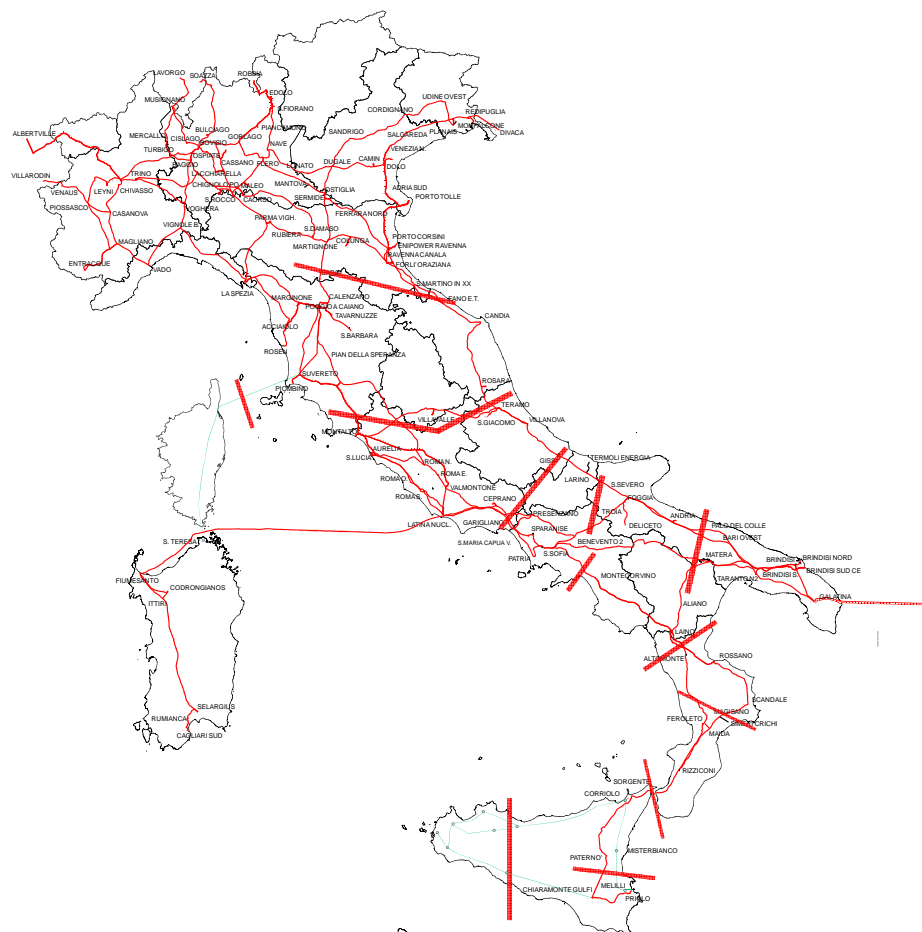 LAVORGO
SOAZZA
ROBBIA
EDOLO
MUSIGNANO
S.FIORANO
UDINE OVEST
CORDIGNANO
REDIPUGLIA
ALBERTVILLE
MERCALLO
CISLAGO
BULCIAGO
PIANCAMUNO
SANDRIGO
SALGAREDA
PLANAIS
MONFALCONE
DIVACA
BOVISIO
GORLAGO
NAVE
TURBIGO
OSPIATE
VENEZIA N.
BAGGIO
CASSANO
FLERO
LONATO
DUGALE
CAMIN
DOLO
VILLARODIN
TRINO
LACCHIARELLA
VENAUS
LEYNI
CHIVASSO
CHIGNOLO PO
MALEO
MANTOVA
OSTIGLIA
ADRIA SUD
PORTO TOLLE
S.ROCCO
CAORSO
SERMIDE
PIOSSASCO
CASANOVA
VOGHERA
PARMA VIGH.
FERRARA NORD
VIGNOLE B.
RUBIERA
S.DAMASO
COLUNGA
PORTO CORSINI
MAGLIANO
MARTIGNONE
ENIPOWER RAVENNA
RAVENNA CANALA
ENTRACQUE
VADO
FORLI' ORAZIANA
S.MARTINO IN XX
LA SPEZIA
MARGINONE
CALENZANO
FANO E.T.
POGGIO A CAIANO
TAVARNUZZE
CANDIA
ACCIAIOLO
S.BARBARA
ROSEN
PIAN DELLA SPERANZA
SUVERETO
PIOMBINO
ROSARA
TERAMO
VILLAVALLE
S.GIACOMO
VILLANOVA
MONTALTO
AURELIA
S.LUCIA
ROMA N.
GISSI
TERMOLI ENERGIA
ROMA O.
ROMA E.
LARINO
S.SEVERO
VALMONTONE
ROMA S.
CEPRANO
FOGGIA
PRESENZANO
TROIA
ANDRIA
LATINA NUCL.
GARIGLIANO
SPARANISE
DELICETO
PALO DEL COLLE
BARI OVEST
S.MARIA CAPUA V.
BENEVENTO 2
S. TERESA
PATRIA
S.SOFIA
MATERA
BRINDISI
BRINDISI NORD
BRINDISI SUD CE
FIUMESANTO
MONTECORVINO
TARANTO N2
BRINDISI S.
CODRONGIANOS
GALATINA
ITTIRI
ALIANO
LAINO
ALTOMONTE
ROSSANO
SELARGIUS
SCANDALE
RUMIANCA
FEROLETO
MAGISANO
SIMERI CRICHI
CAGLIARI SUD
MAIDA
RIZZICONI
SORGENTE
CORRIOLO
MISTERBIANCO
PATERNO'
CHIARAMONTE GULFI
MELILLI
PRIOLO